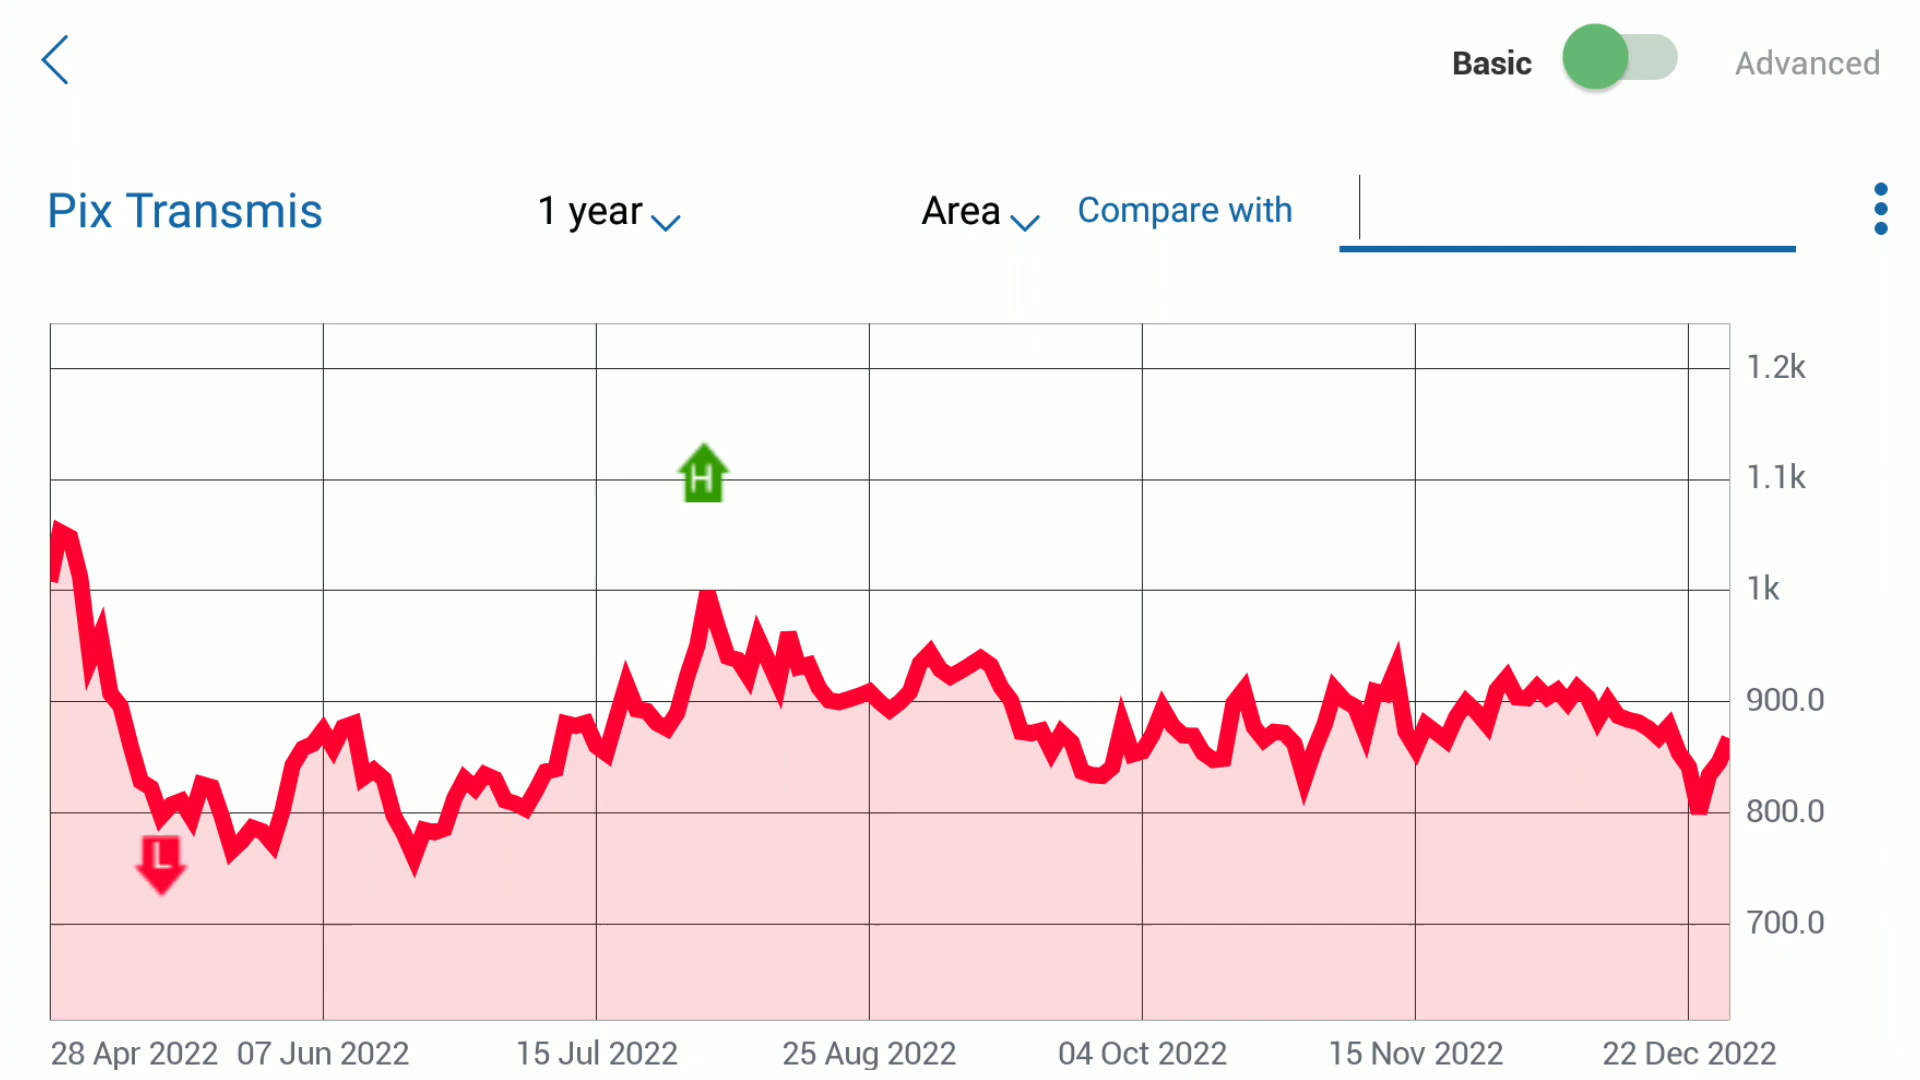 Basic Advanced
Pix Transmis 1 year Area Compare with
1.2k
H
1.1k
1k
900.0
800.0
L
700.0
28 Apr 2022 07 Jun 2022 15 Jul 2022 25 Aug 2022 04 Oct 2022 15 Nov 2022 22 Dec 2022